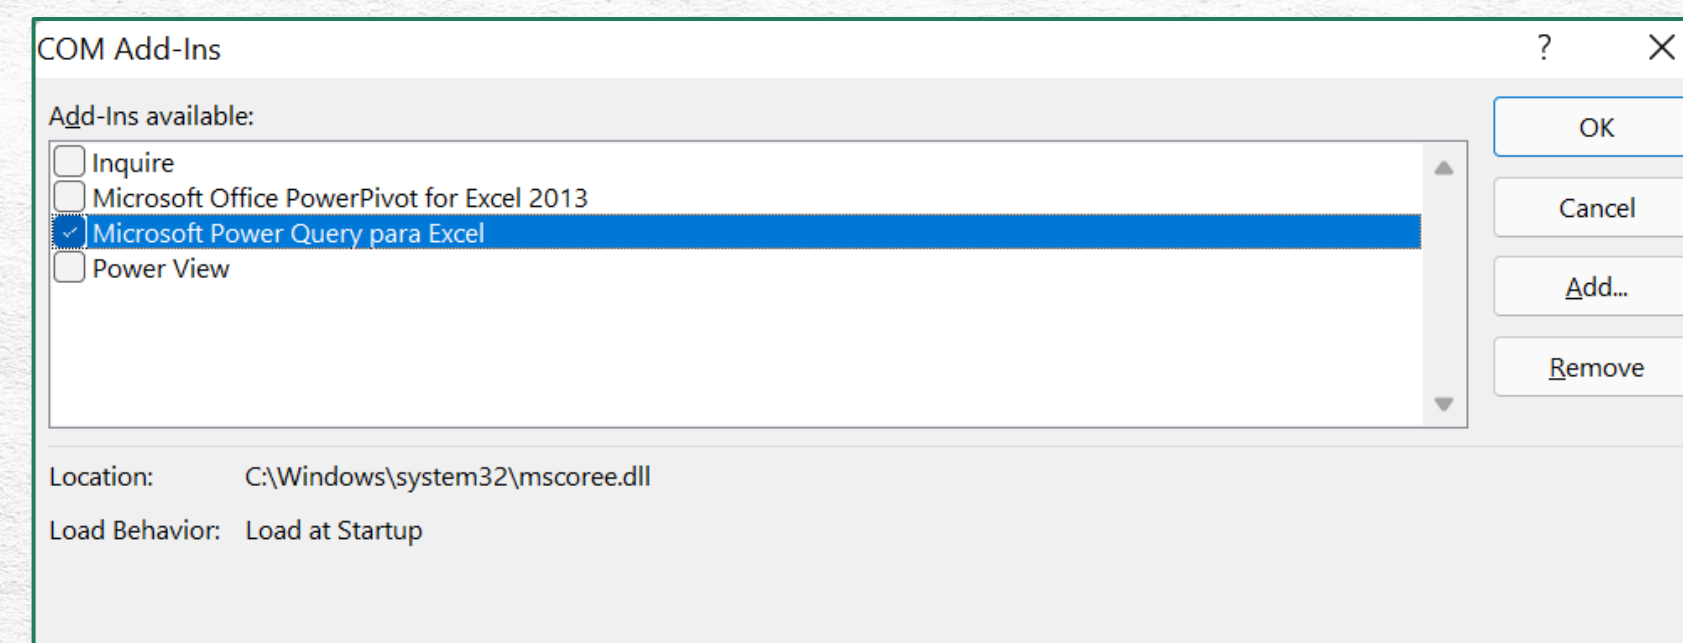 COM Add-Ins
? ✕
Add-Ins available:
OK
Inquire
Microsoft Office PowerPivot for Excel 2013
Cancel
Microsoft Power Query para Excel
Power View
Add...
Remove
Location: C:\Windows\system32\mscoree.dll
Load Behavior: Load at Startup